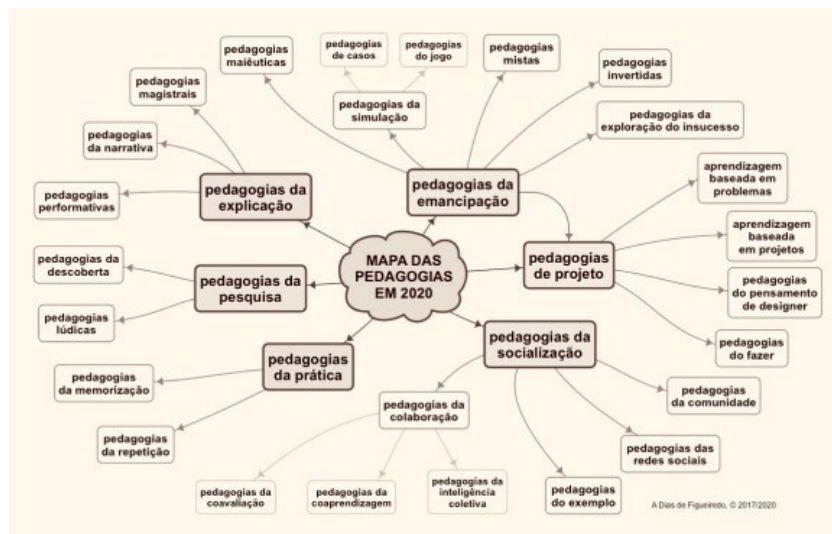 MAPA DAS
PEDAGOGIAS
EM 2020
pedagogias da
explicação
pedagogias
maiêuticas
pedagogias
magistrais
pedagogias
da narrativa
pedagogias
performativas
pedagogias da
pesquisa
pedagogias da
descoberta
pedagogias
lúdicas
pedagogias
da prática
pedagogias
da memorização
pedagogias
da repetição
pedagogias da
emancipação
pedagogias da
simulação
pedagogias
de casos
pedagogias
do jogo
pedagogias
mistas
pedagogias
invertidas
pedagogias da
exploração do insucesso
pedagogias
de projeto
aprendizagem
baseada em
problemas
aprendizagem
baseada
em projetos
pedagogias
do pensamento
de designer
pedagogias
do fazer
pedagogias da
socialização
pedagogias
da comunidade
pedagogias das
redes sociais
pedagogias
do exemplo
pedagogias da
colaboração
pedagogias da
coavaliação
pedagogias da
coaprendizagem
pedagogias da
inteligência
coletiva
A Dias de Figueiredo, © 2017/2020